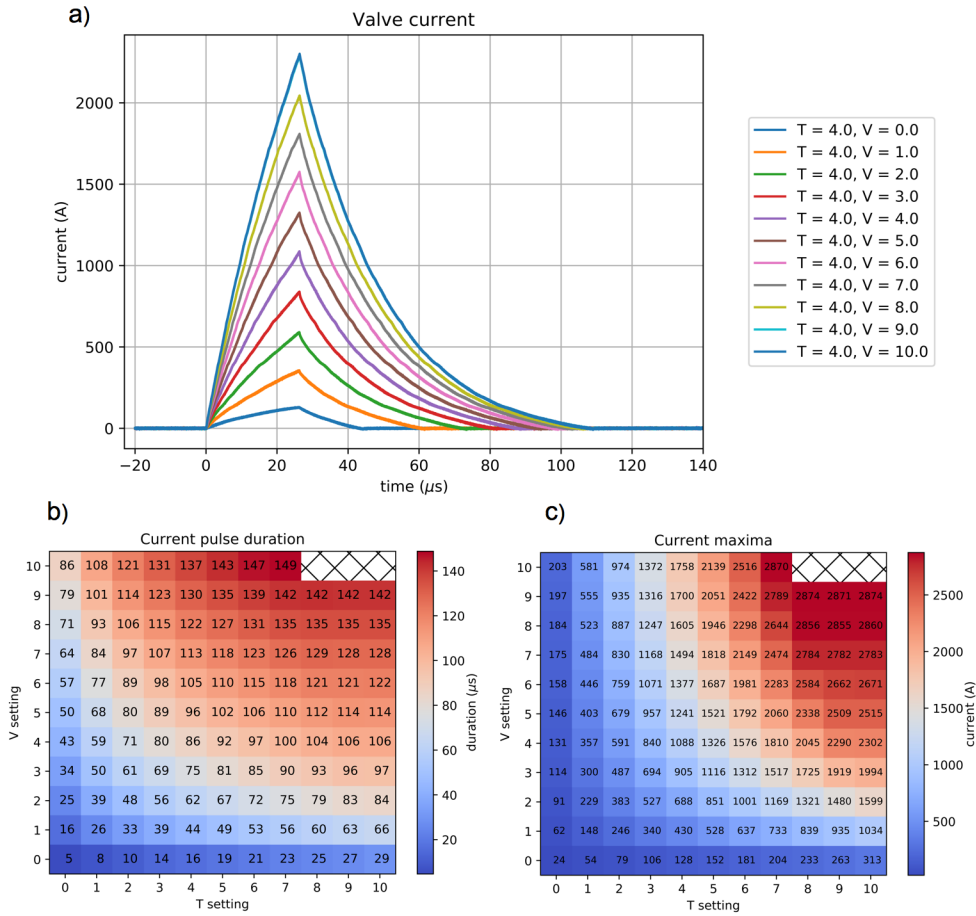 a)
Valve current
current (A)
2000
1500
1000
500
0
−20 0 20 40 60 80 100 120 140
time (μs)
T = 4.0, V = 0.0
T = 4.0, V = 1.0
T = 4.0, V = 2.0
T = 4.0, V = 3.0
T = 4.0, V = 4.0
T = 4.0, V = 5.0
T = 4.0, V = 6.0
T = 4.0, V = 7.0
T = 4.0, V = 8.0
T = 4.0, V = 9.0
T = 4.0, V = 10.0
b)
Current pulse duration
V setting
10 86 108 121 131 137 143 147 149
9 79 101 114 123 130 135 139 142 142 142 142
8 71 93 106 115 122 127 131 135 135 135 135
7 64 84 97 107 113 118 123 126 129 128 128
6 57 77 89 98 105 110 115 118 121 121 122
5 50 68 80 89 96 102 106 110 112 114 114
4 43 59 71 80 86 92 97 100 104 106 106
3 34 50 61 69 75 81 85 90 93 96 97
2 25 39 48 56 62 67 72 75 79 83 84
1 16 26 33 39 44 49 53 56 60 63 66
0 5 8 10 14 16 19 21 23 25 27 29
0 1 2 3 4 5 6 7 8 9 10
T setting
140
120
100
80
60
40
20
duration (μs)
c)
Current maxima
V setting
10 203 581 974 1372 1758 2139 2516 2870
9 197 555 935 1316 1700 2051 2422 2789 2874 2871 2874
8 184 523 887 1247 1605 1946 2298 2644 2856 2855 2860
7 175 484 830 1168 1494 1818 2149 2474 2784 2782 2783
6 158 446 759 1071 1377 1687 1981 2283 2584 2662 2671
5 146 403 679 957 1241 1521 1792 2060 2338 2509 2515
4 131 357 591 840 1088 1326 1576 1810 2045 2290 2302
3 114 300 487 694 905 1116 1312 1517 1725 1919 1994
2 91 229 383 527 688 851 1001 1169 1321 1480 1599
1 62 148 246 340 430 528 637 733 839 935 1034
0 24 54 79 106 128 152 181 204 233 263 313
0 1 2 3 4 5 6 7 8 9 10
T setting
2500
2000
1500
1000
500
current (A)